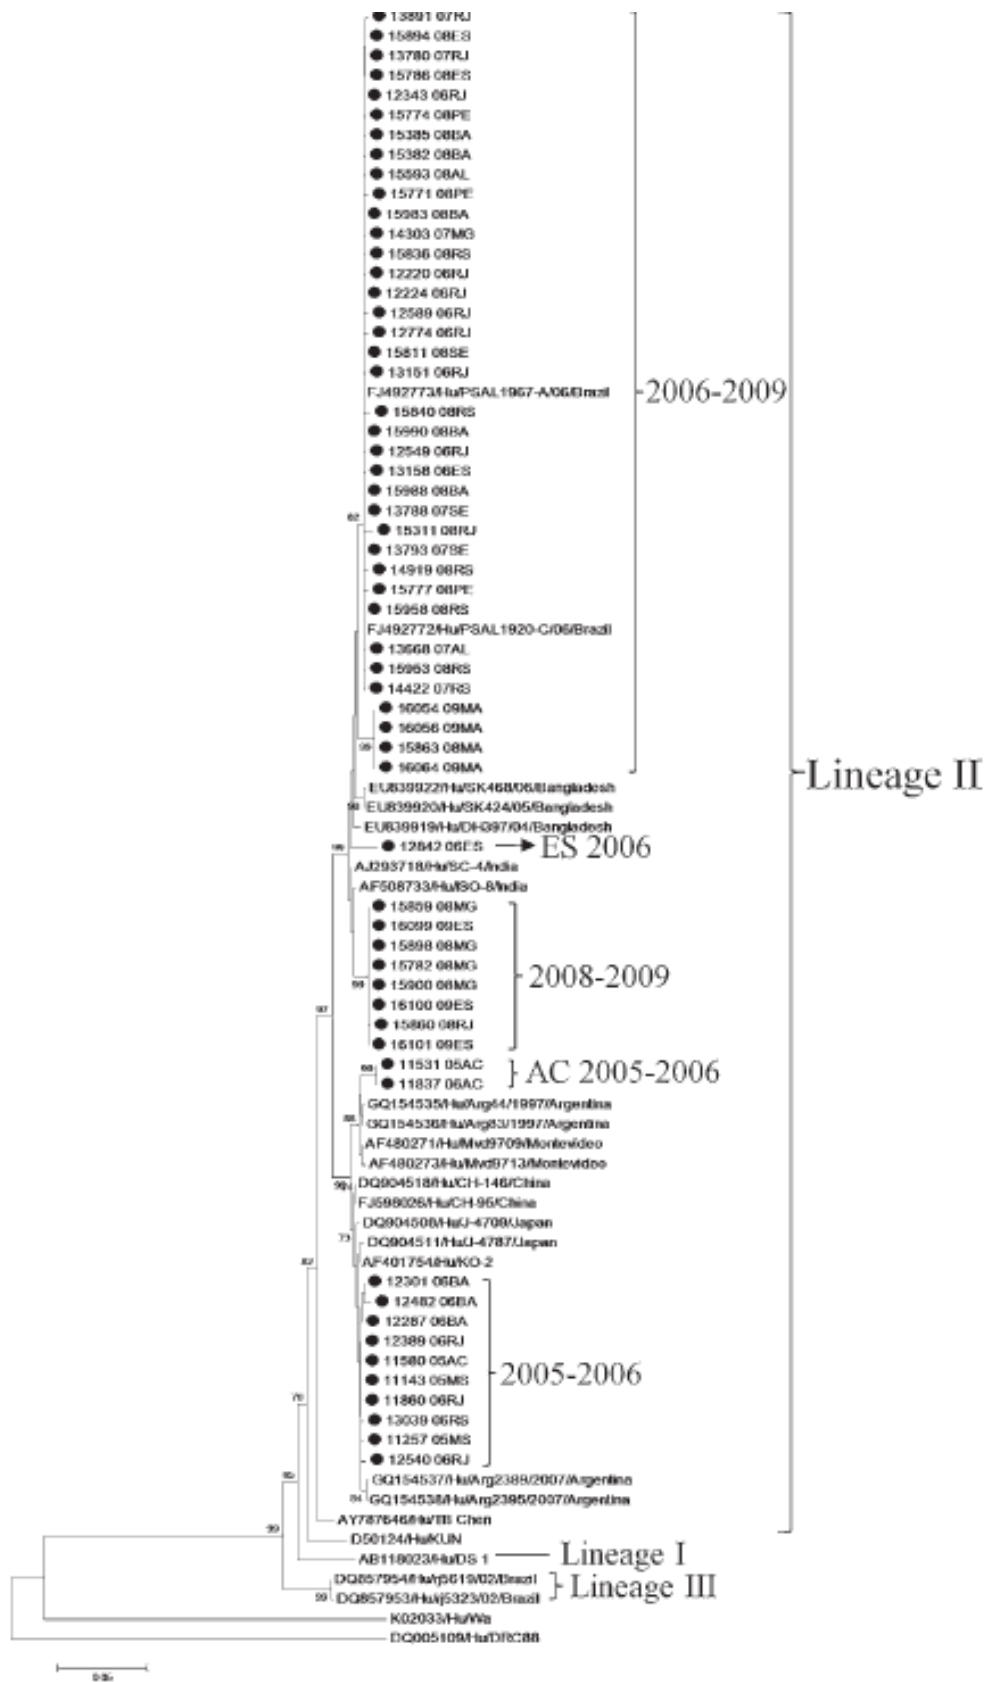 13891 07RJ
15894 08ES
13780 07RJ
15786 08ES
12343 06RJ
15774 08PE
15385 08BA
15382 08BA
15593 08AL
15771 08PE
15983 08BA
14303 07MG
15836 08RS
12220 06RJ
12224 06RJ
12589 06RJ
12774 06RJ
15811 08SE
13151 06RJ
FJ492773/Hu/PSAL1967-A/06/Brazil
2006-2009
15840 08RS
15990 08BA
12549 06RJ
13158 06ES
15988 08BA
13788 07SE
15311 08RJ
13793 07SE
14919 08RS
15777 08PE
15958 08RS
FJ492772/Hu/PSAL1920-C/06/Brazil
13668 07AL
15953 08RS
14422 07RS
16054 09MA
16056 09MA
15863 08MA
16064 09MA
Lineage II
EU839922/Hu/SK468/06/Bangladesh
EU839920/Hu/SK424/05/Bangladesh
EU839919/Hu/DH397/04/Bangladesh
12842 06ES
ES 2006
AJ293718/Hu/SC-4/India
AF508733/Hu/ISO-8/India
15859 08MG
16099 09ES
15898 08MG
15782 08MG
2008-2009
15900 08MG
16100 09ES
15860 08RJ
16101 09ES
11531 05AC
AC 2005-2006
11837 06AC
GQ154535/Hu/Arg44/1997/Argentina
GQ154536/Hu/Arg83/1997/Argentina
AF480271/Hu/Mvd9709/Montevideo
AF480273/Hu/Mvd9713/Montevideo
DQ904518/Hu/CH-146/China
FJ598026/Hu/CH-95/China
DQ904508/Hu/J-4709/Japan
73
DQ904511/Hu/J-4787/Japan
AF401754/Hu/KO-2
82
12301 06BA
12482 06BA
12287 06BA
12389 06RJ
11580 05AC
2005-2006
11143 05MS
11860 06RJ
13039 06RS
11257 05MS
12540 06RJ
GQ154537/Hu/Arg2389/2007/Argentina
GQ154538/Hu/Arg2395/2007/Argentina
AY787646/Hu/TB Chen
99
D50124/Hu/KUN
AB118023/Hu/DS 1
Lineage I
DQ857954/Hu/rj5619/02/Brazil
Lineage III
99
DQ857953/Hu/rj5323/02/Brazil
K02033/Hu/Wa
DQ005109/Hu/DRC88
0.05